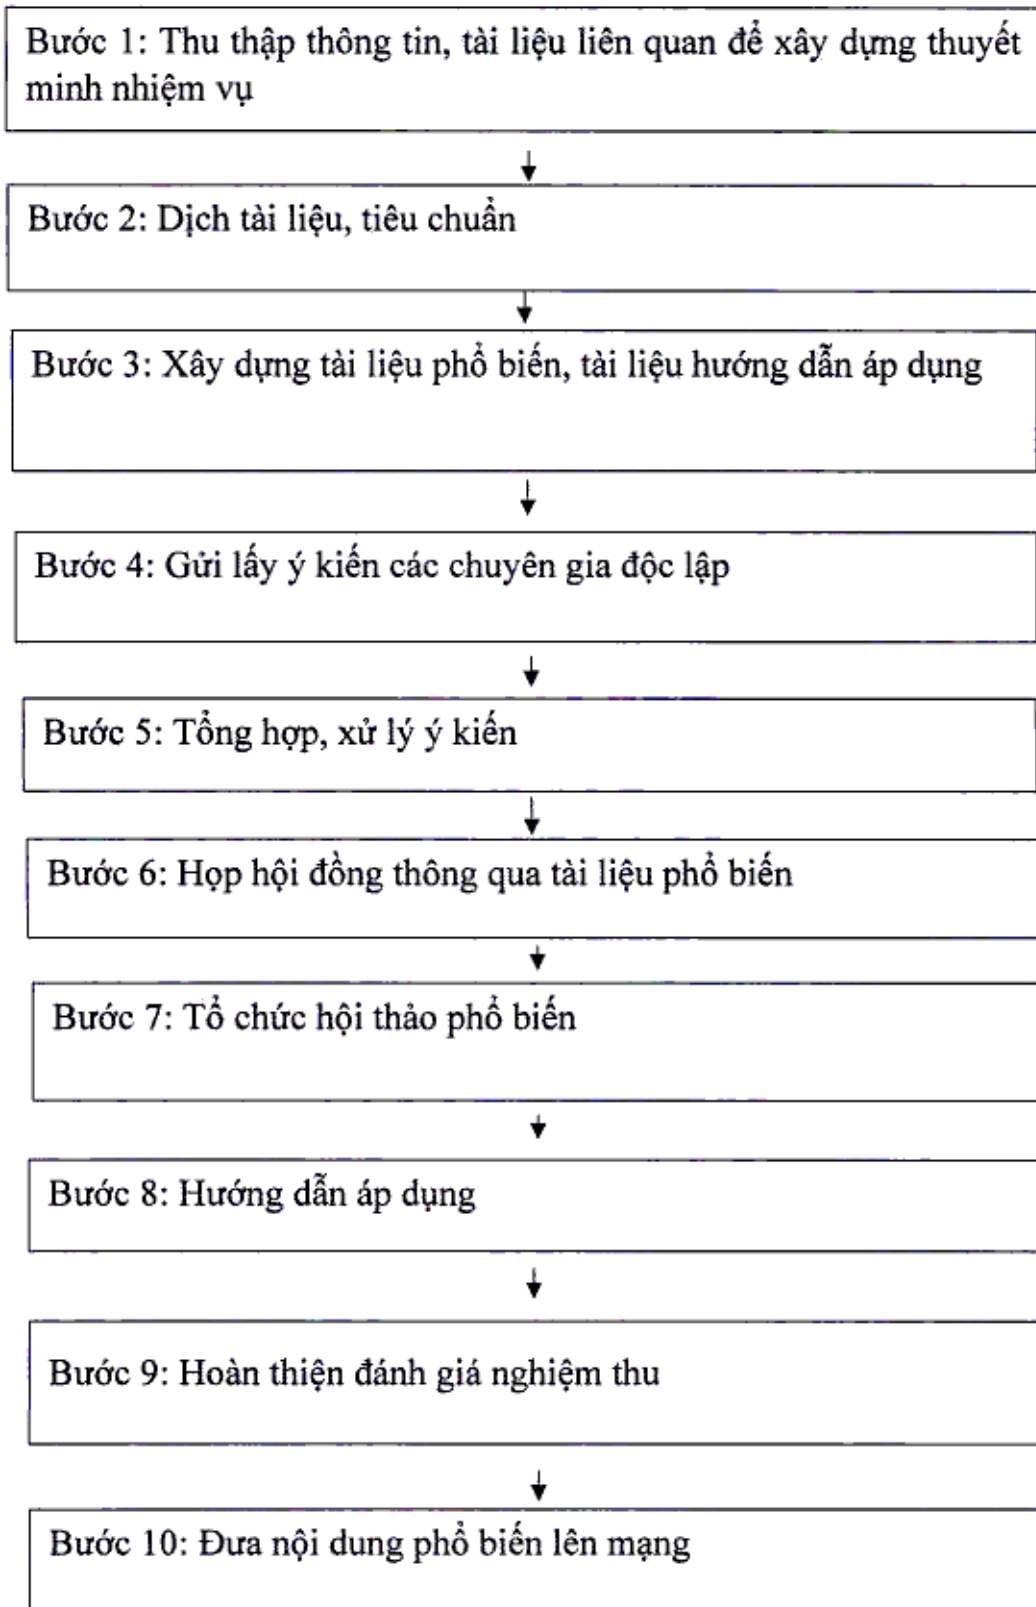 Bước 1: Thu thập thông tin, tài liệu liên quan để xây dựng thuyết
minh nhiệm vụ
Bước 2: Dịch tài liệu, tiêu chuẩn
Bước 3: Xây dựng tài liệu phổ biến, tài liệu hướng dẫn áp dụng
Bước 4: Gửi lấy ý kiến các chuyên gia độc lập
Bước 5: Tổng hợp, xử lý ý kiến
Bước 6: Họp hội đồng thông qua tài liệu phổ biến
Bước 7: Tổ chức hội thảo phổ biến
Bước 8: Hướng dẫn áp dụng
Bước 9: Hoàn thiện đánh giá nghiệm thu
Bước 10: Đưa nội dung phổ biến lên mạng